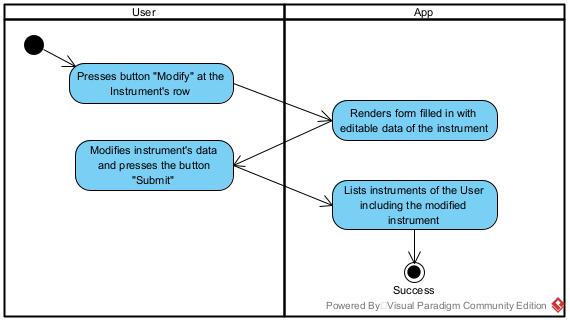 User
App
Presses button "Modify" at the
Instrument's row
Renders form filled in with
editable data of the instrument
Modifies instrument's data
and presses the button
"Submit"
Lists instruments of the User
including the modified
instrument
Success
Powered By Visual Paradigm Community Edition